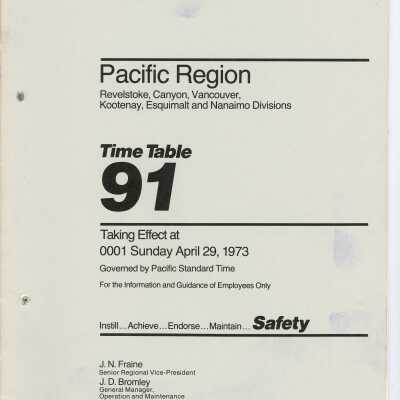 Pacific Region
Revelstoke, Canyon, Vancouver,
Kootenay, Esquimalt and Nanaimo Divisions
Time Table
91
Taking Effect at
0001 Sunday April 29, 1973
Governed by Pacific Standard Time
For the Information and Guidance of Employees Only
Instill...Achieve...Endorse...Maintain...Safety
J. N. Fraine
Senior Regional Vice-President
J. D. Bromley
General Manager,
Operation and Maintenance